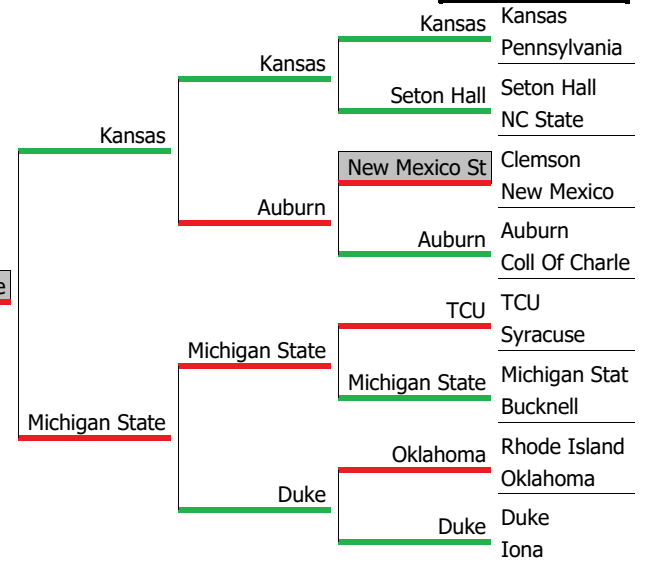 Kansas
Kansas
Pennsylvania
Kansas
Seton Hall
Seton Hall
NC State
Kansas
New Mexico St
Clemson
New Mexico
Auburn
Auburn
Auburn
Coll Of Charle
e
TCU
TCU
Syracuse
Michigan State
Michigan State
Michigan Stat
Bucknell
Michigan State
Oklahoma
Rhode Island
Oklahoma
Duke
Duke
Duke
Iona